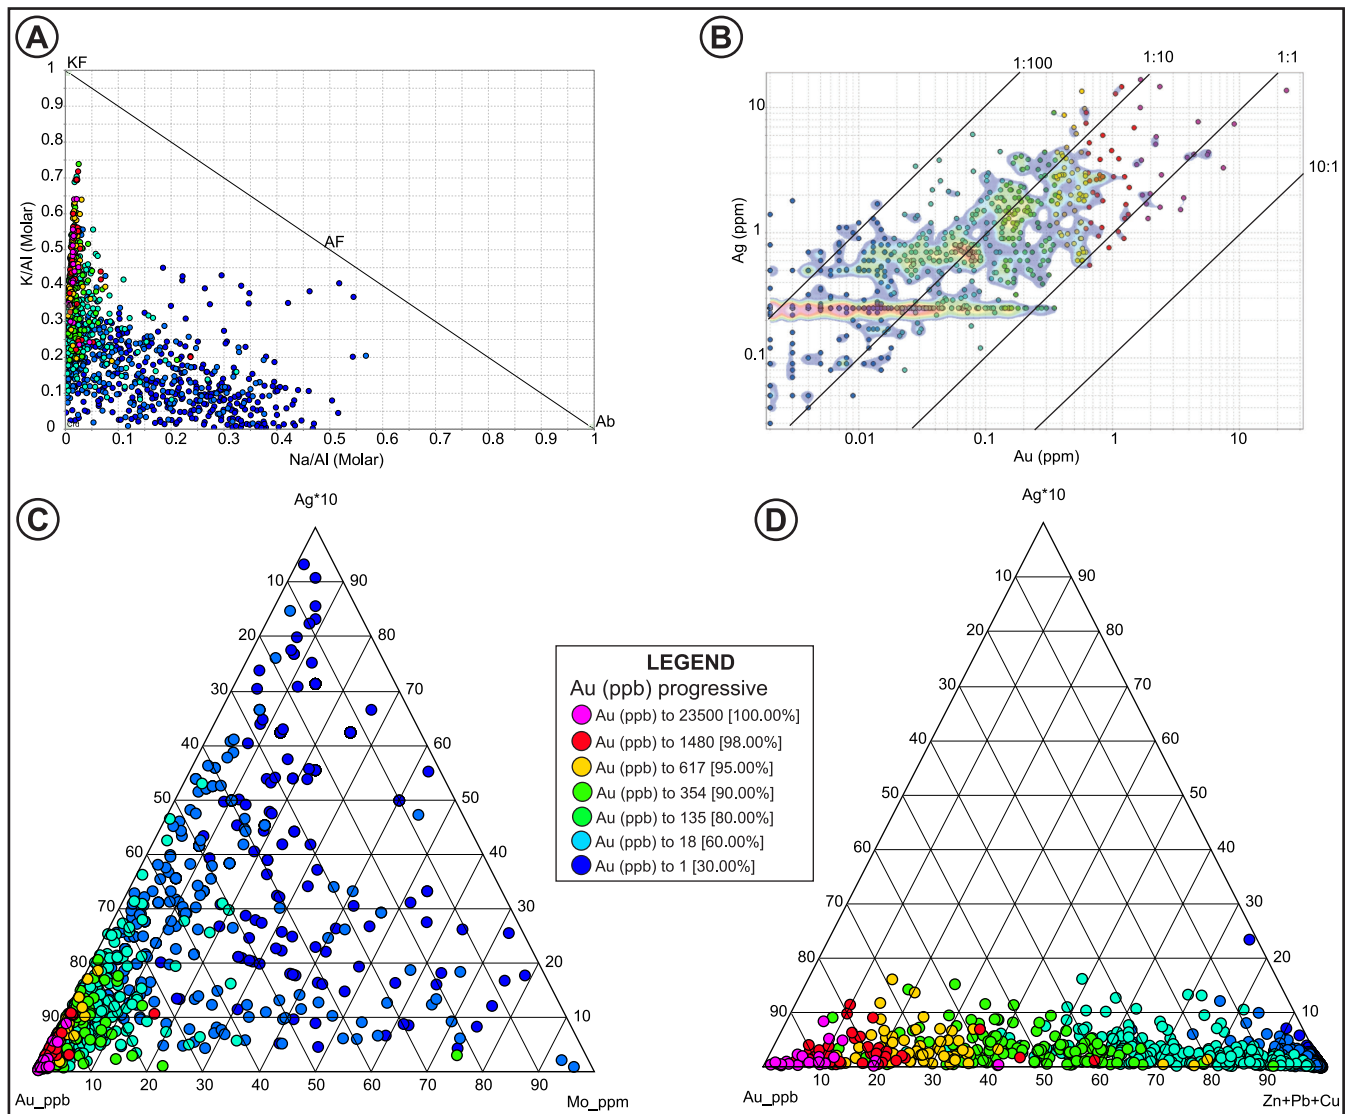 A
KF
1
0.9
0.8
0.7
0.6
0.5
0.4
0.3
0.2
0.1
0
K/Al (Molar)
AF
Ab
0 0.1 0.2 0.3 0.4 0.5 0.6 0.7 0.8 0.9 1
Na/Al (Molar)
B
1:100
1:10
1:1
10:1
10
1
0.1
Ag (ppm)
0.01 0.1 1 10
Au (ppm)
C
Ag*10
10 90
20 80
30 70
40 60
50 50
60 40
70 30
80 20
90 10
10 20 30 40 50 60 70 80 90
Au_ppb Mo_ppm
LEGEND
Au (ppb) progressive
Au (ppb) to 23500 [100.00%]
Au (ppb) to 1480 [98.00%]
Au (ppb) to 617 [95.00%]
Au (ppb) to 354 [90.00%]
Au (ppb) to 135 [80.00%]
Au (ppb) to 18 [60.00%]
Au (ppb) to 1 [30.00%]
D
Ag*10
10 90
20 80
30 70
40 60
50 50
60 40
70 30
80 20
90 10
10 20 30 40 50 60 70 80 90
Au_ppb Zn+Pb+Cu